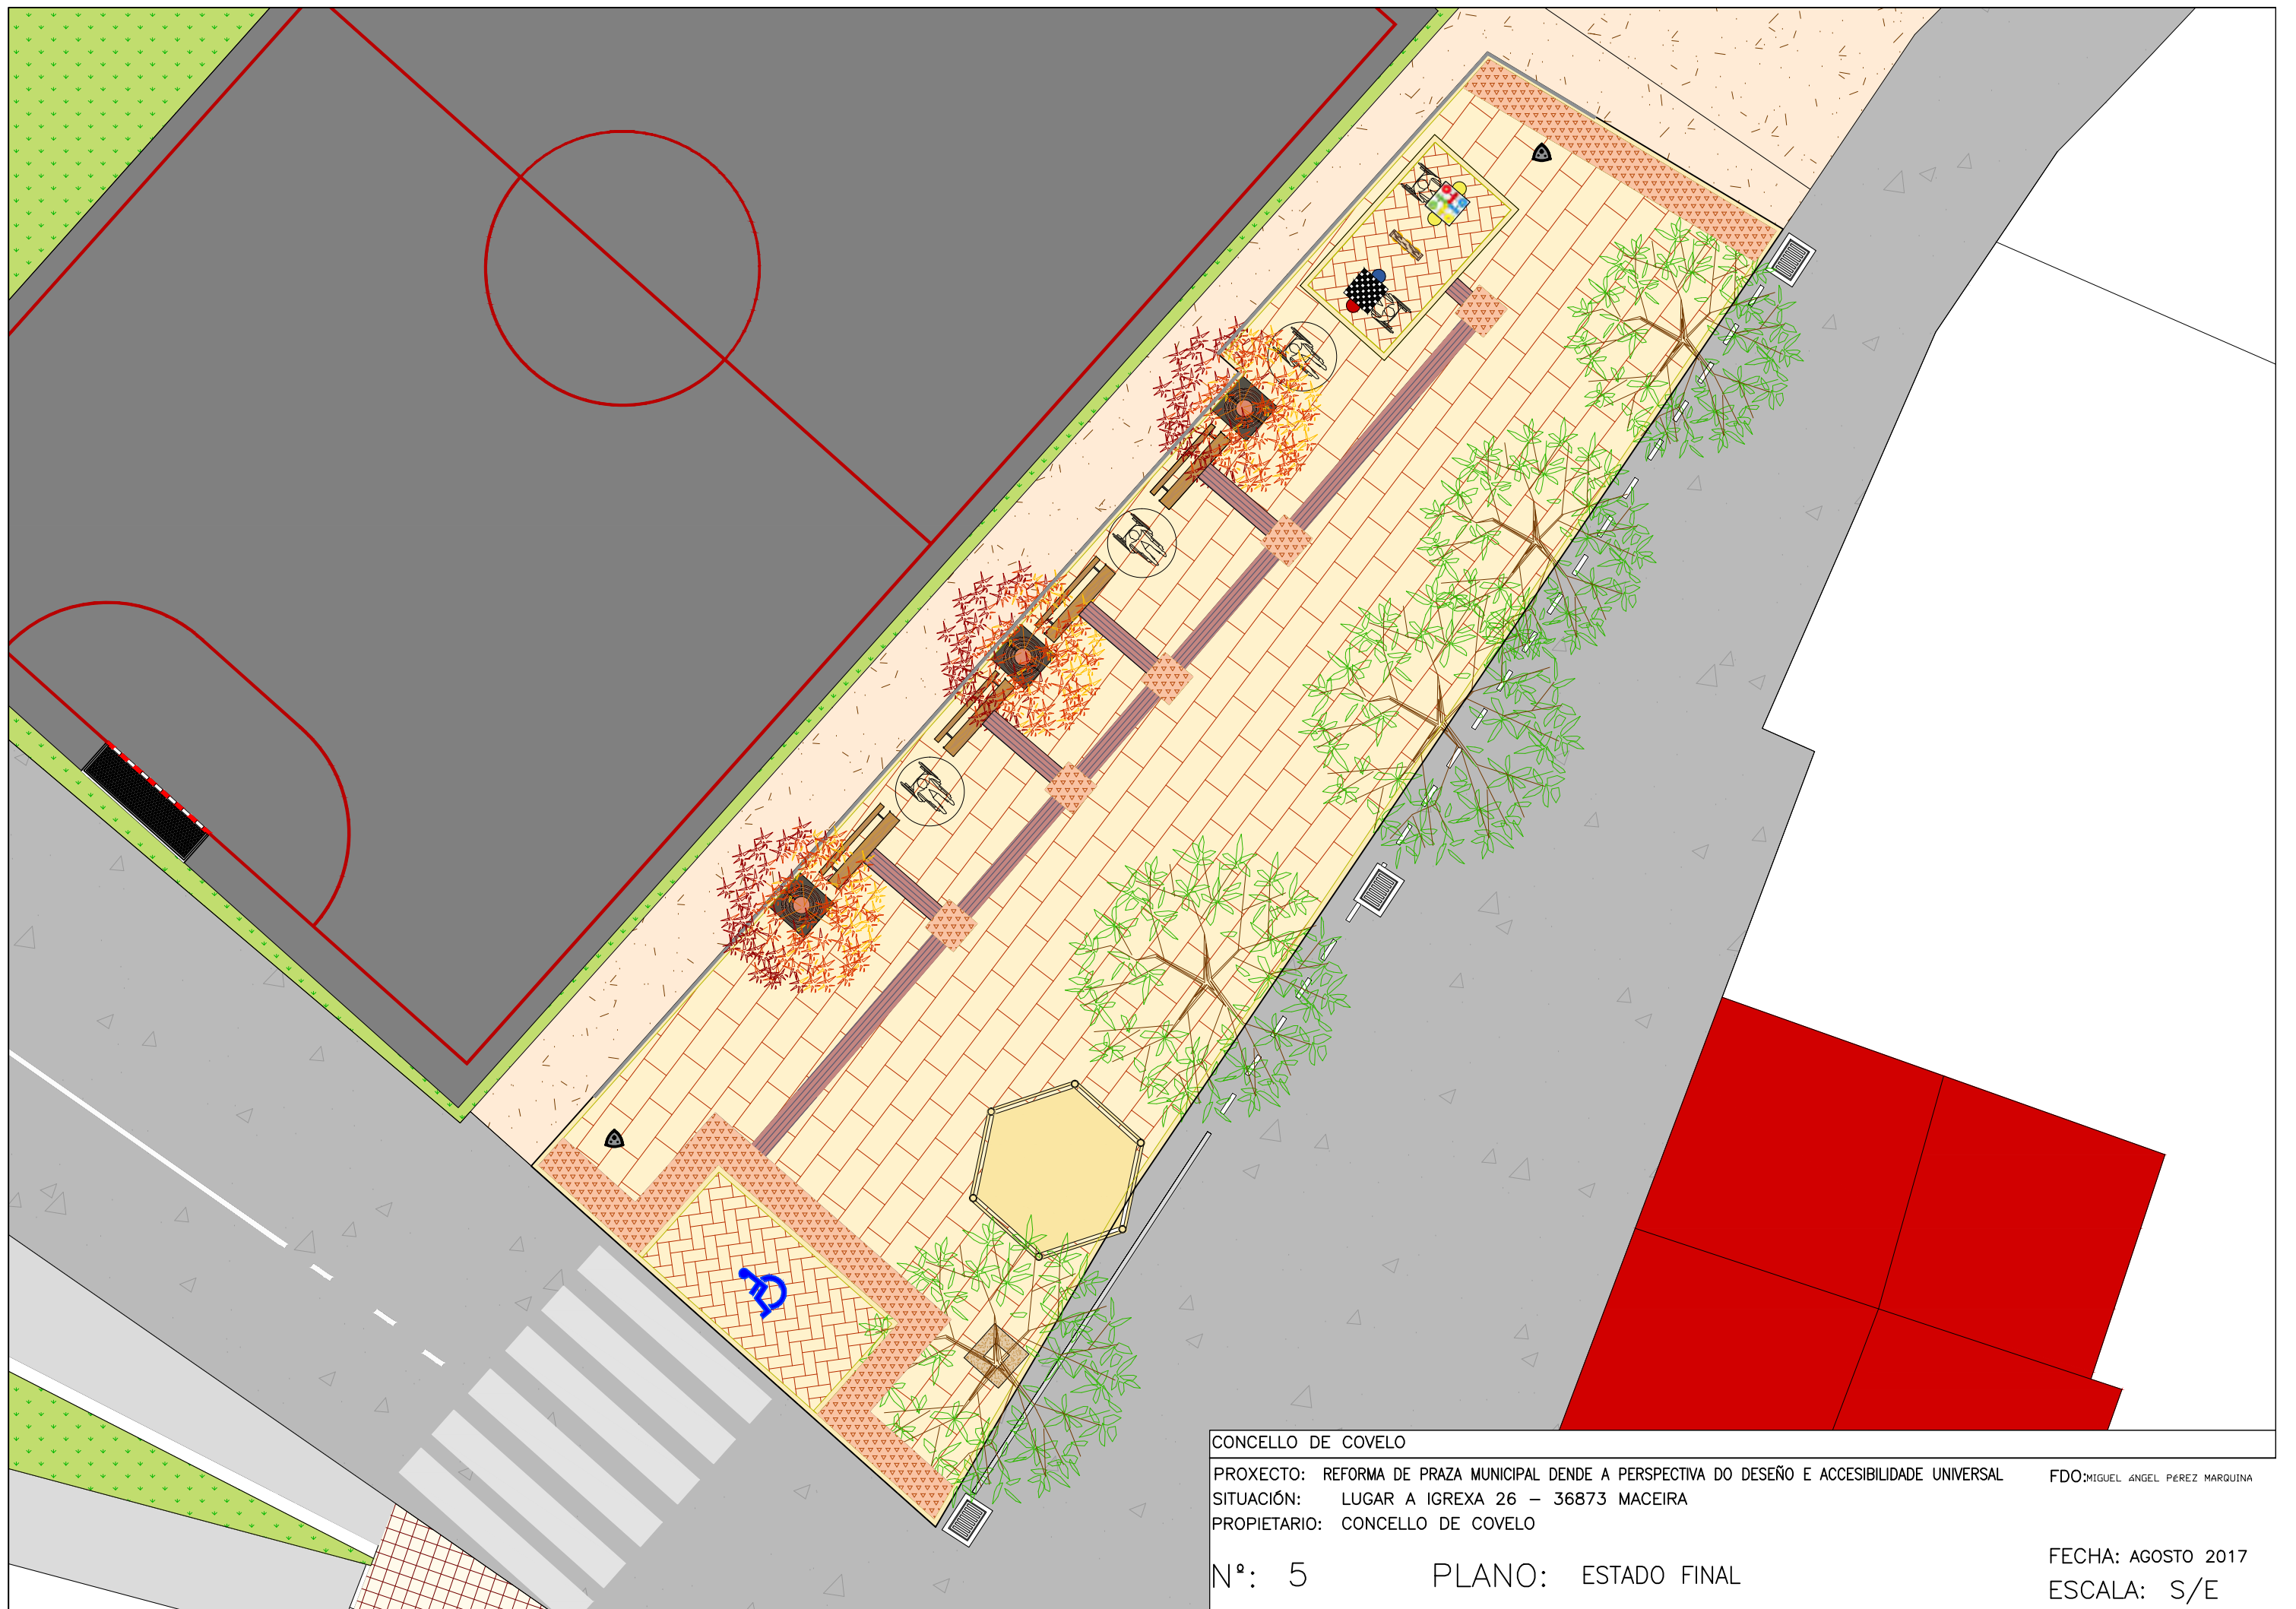 CONCELLO DE COVELO
PROXECTO: REFORMA DE PRAZA MUNICIPAL DENDE A PERSPECTIVA DO DESEÑO E ACCESIBILIDADE UNIVERSAL FDO:MIGUEL ÁNGEL PÉREZ MARQUINA
SITUACIÓN: LUGAR A IGREXA 26 – 36873 MACEIRA
PROPIETARIO: CONCELLO DE COVELO
Nº: 5 PLANO: ESTADO FINAL
FECHA: AGOSTO 2017
ESCALA: S/E